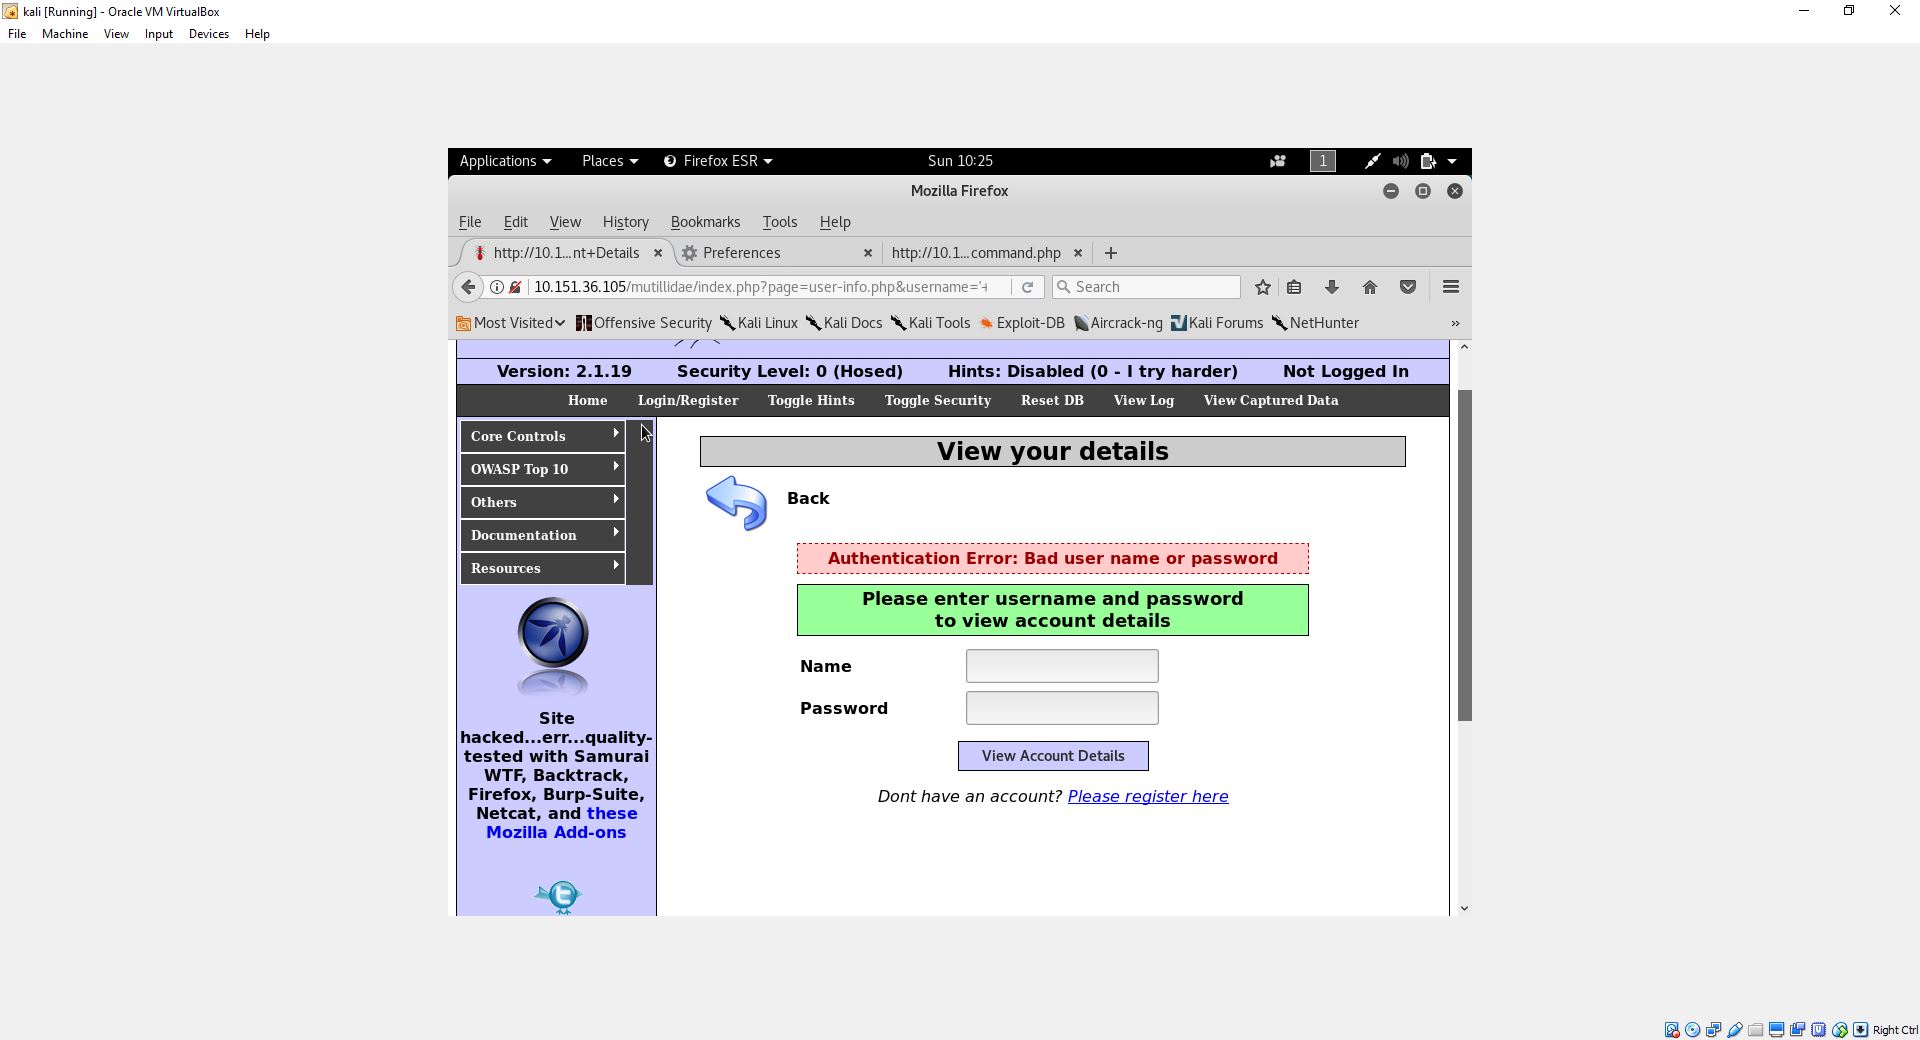 kali [Running] - Oracle VM VirtualBox
File Machine View Input Devices Help
Applications Places Firefox ESR Sun 10:25 1
Mozilla Firefox
File Edit View History Bookmarks Tools Help
http://10.1...nt+Details Preferences http://10.1...command.php
10.151.36.105/mutillidae/index.php?page=user-info.php&username='+ Search
Most Visited Offensive Security Kali Linux Kali Docs Kali Tools Exploit-DB Aircrack-ng Kali Forums NetHunter »
Version: 2.1.19 Security Level: 0 (Hosed) Hints: Disabled (0 - I try harder) Not Logged In
Home Login/Register Toggle Hints Toggle Security Reset DB View Log View Captured Data
Core Controls
OWASP Top 10
Others
Documentation
Resources
Site
hacked...err...quality-
tested with Samurai
WTF, Backtrack,
Firefox, Burp-Suite,
Netcat, and these
Mozilla Add-ons
View your details
Back
Authentication Error: Bad user name or password
Please enter username and password
to view account details
Name
Password
View Account Details
Dont have an account? Please register here
Right Ctrl